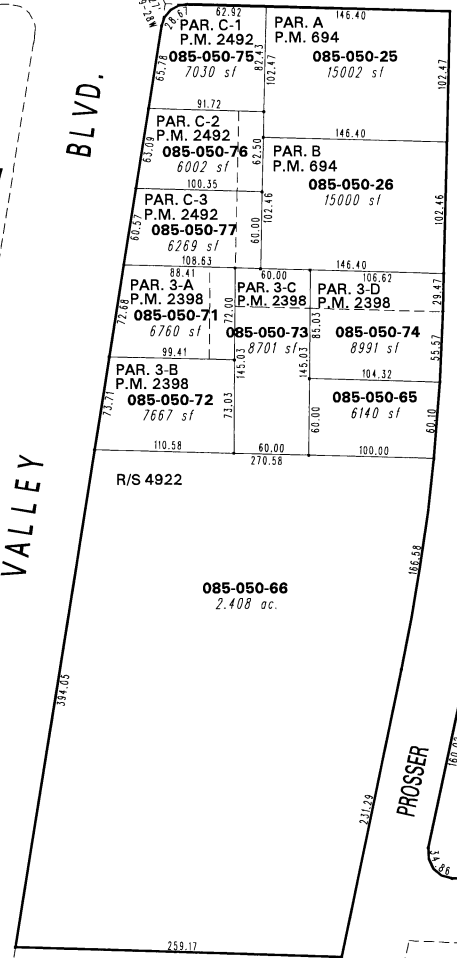 62.92
146.40
28.67
PAR. C-1
P.M. 2492
085-050-75
7030 sf
65.78
82.43
102.47
PAR. A
P.M. 694
085-050-25
15002 sf
102.47
BLVD.
91.72
PAR. C-2
P.M. 2492
085-050-76
6002 sf
63.09
62.50
146.40
PAR. B
P.M. 694
085-050-26
15000 sf
102.46
102.46
100.35
PAR. C-3
P.M. 2492
085-050-77
6269 sf
60.57
60.00
108.63
146.40
88.41
60.00
106.62
PAR. 3-A
P.M. 2398
085-050-71
6760 sf
72.68
72.00
PAR. 3-C
P.M. 2398
085-050-73
8701 sf
145.03
145.03
PAR. 3-D
P.M. 2398
085-050-74
8991 sf
85.03
29.47
55.57
99.41
PAR. 3-B
P.M. 2398
085-050-72
7667 sf
73.71
73.03
104.32
085-050-65
6140 sf
60.00
60.10
110.58
60.00
100.00
270.58
R/S 4922
VALLEY
085-050-66
2.408 ac.
166.58
394.05
231.29
PROSSER
34.86
259.17